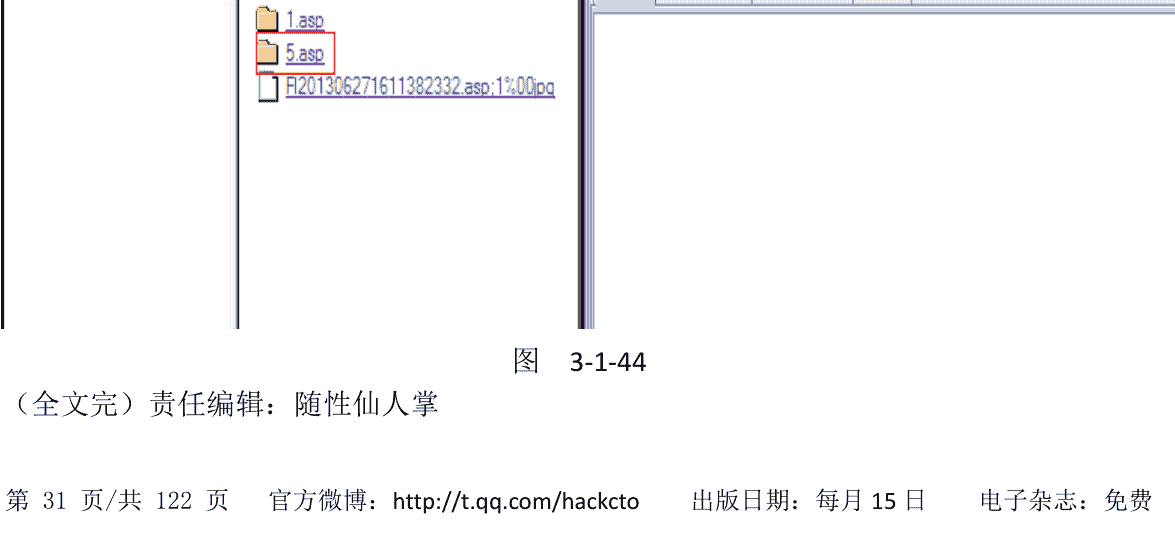 1.asp
5.asp
FI201306271611382332.asp;1%00jpg
图 3-1-44
（全文完）责任编辑：随性仙人掌
第 31 页/共 122 页 官方微博：http://t.qq.com/hackcto 出版日期：每月 15 日 电子杂志：免费